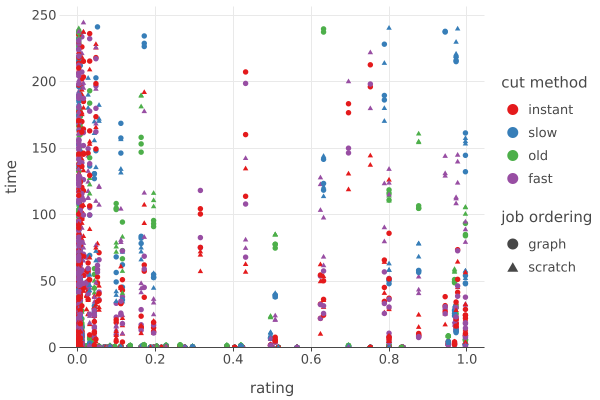 250
200
150
100
50
0
time
0.0 0.2 0.4 0.6 0.8 1.0
rating
cut method
instant
slow
old
fast
job ordering
graph
scratch